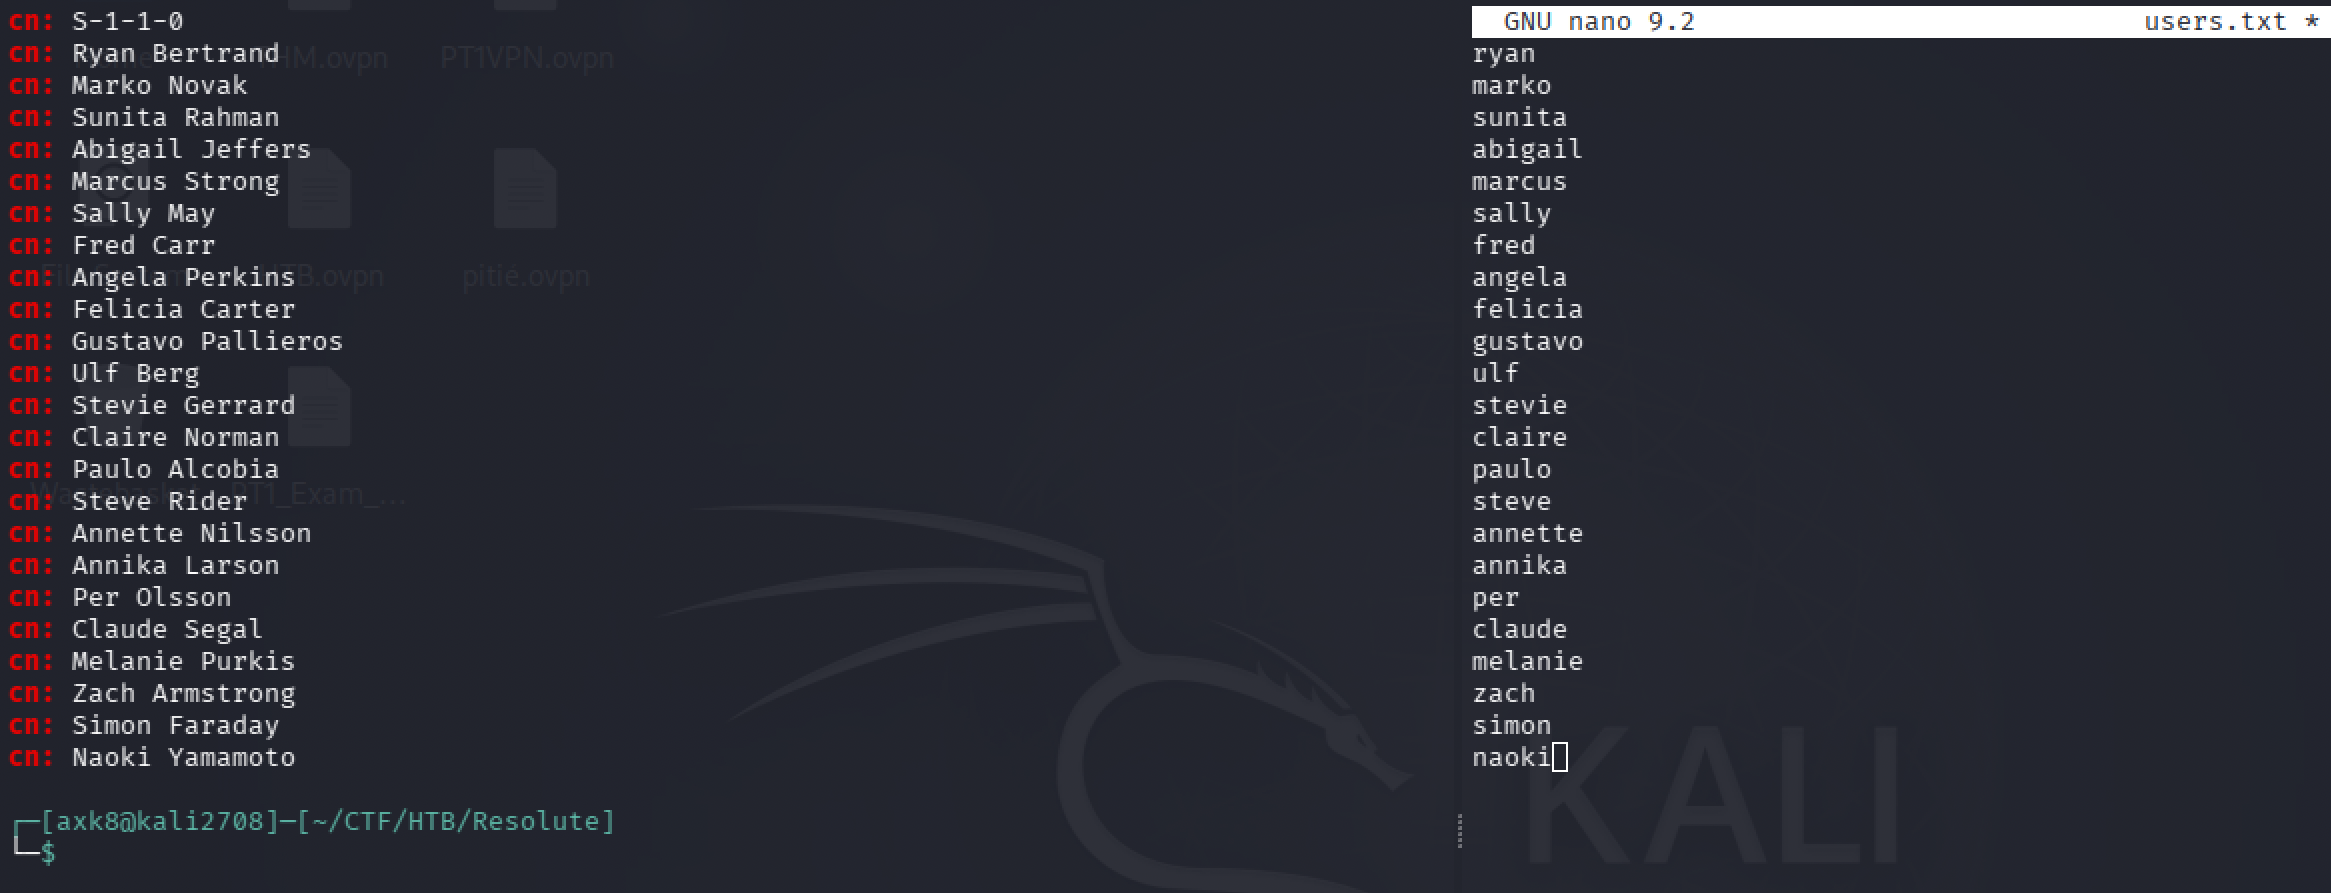 cn: S-1-1-0
cn: Ryan Bertrand
cn: Marko Novak
cn: Sunita Rahman
cn: Abigail Jeffers
cn: Marcus Strong
cn: Sally May
cn: Fred Carr
cn: Angela Perkins
cn: Felicia Carter
cn: Gustavo Pallieros
cn: Ulf Berg
cn: Stevie Gerrard
cn: Claire Norman
cn: Paulo Alcobia
cn: Steve Rider
cn: Annette Nilsson
cn: Annika Larson
cn: Per Olsson
cn: Claude Segal
cn: Melanie Purkis
cn: Zach Armstrong
cn: Simon Faraday
cn: Naoki Yamamoto
┌─[axk8@kali2708]─[~/CTF/HTB/Resolute]
└─$
GNU nano 9.2 users.txt *
ryan
marko
sunita
abigail
marcus
sally
fred
angela
felicia
gustavo
ulf
stevie
claire
paulo
steve
annette
annika
per
claude
melanie
zach
simon
naoki
PT1VPN.ovpn
pitié.ovpn
KALI